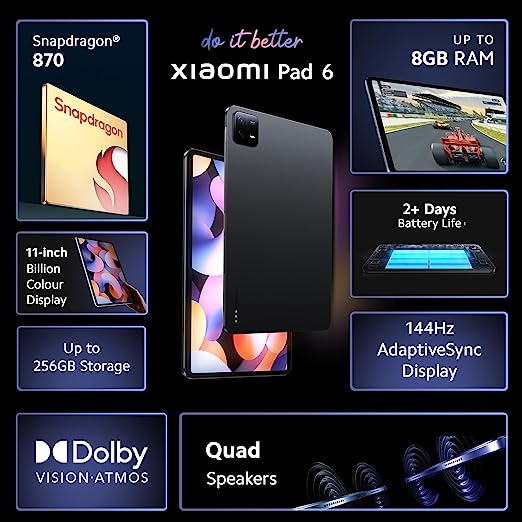 Snapdragon®
870
Snapdragon
do it better
xiaomi Pad 6
UP TO
8GB RAM
11-inch
Billion
Colour
Display
2+ Days
Battery Life¹
Up to
256GB Storage
144Hz
AdaptiveSync
Display
Dolby
VISION·ATMOS
Quad
Speakers